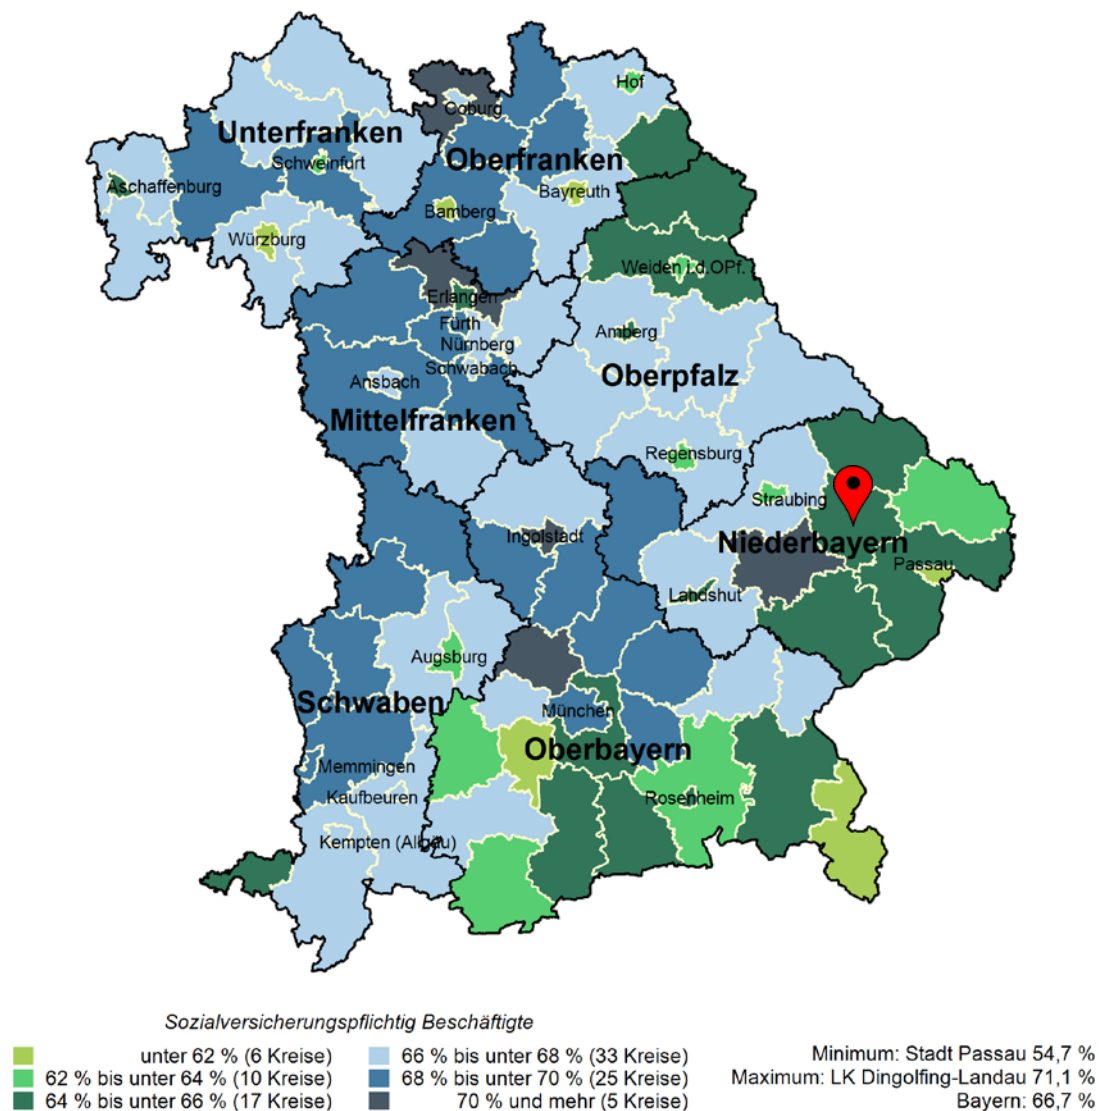 Hof
Coburg
Unterfranken
Oberfranken
Schweinfurt
Aschaffenburg
Bayreuth
Bamberg
Würzburg
Weiden i.d.OPf.
Erlangen
Fürth
Amberg
Nürnberg
Schwabach
Ansbach
Oberpfalz
Mittelfranken
Regensburg
Straubing
Ingolstadt
Niederbayern
Passau
Landshut
Augsburg
Schwaben
München
Oberbayern
Memmingen
Kaufbeuren
Rosenheim
Kempten (Allgäu)
Sozialversicherungspflichtig Beschäftigte
unter 62 % (6 Kreise)
62 % bis unter 64 % (10 Kreise)
64 % bis unter 66 % (17 Kreise)
66 % bis unter 68 % (33 Kreise)
68 % bis unter 70 % (25 Kreise)
70 % und mehr (5 Kreise)
Minimum: Stadt Passau 54,7 %
Maximum: LK Dingolfing-Landau 71,1 %
Bayern: 66,7 %